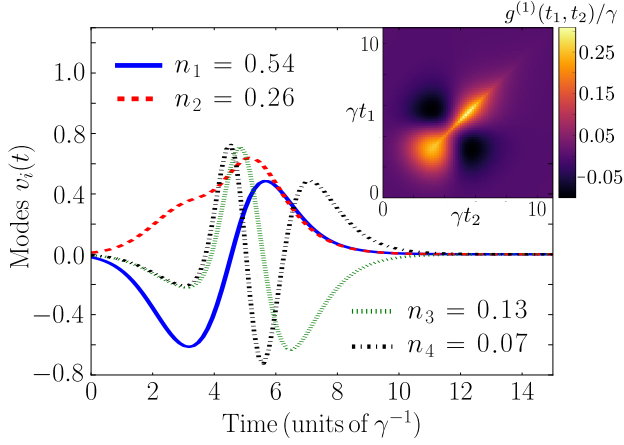 g^{(1)}(t_1, t_2)/γ
n_1 = 0.54
n_2 = 0.26
10
γt_1
0
0
γt_2
10
0.25
0.15
0.05
−0.05
Modes v_i(t)
1.2
0.8
0.4
0.0
−0.4
−0.8
n_3 = 0.13
n_4 = 0.07
0 2 4 6 8 10 12 14
Time (units of γ^{−1})